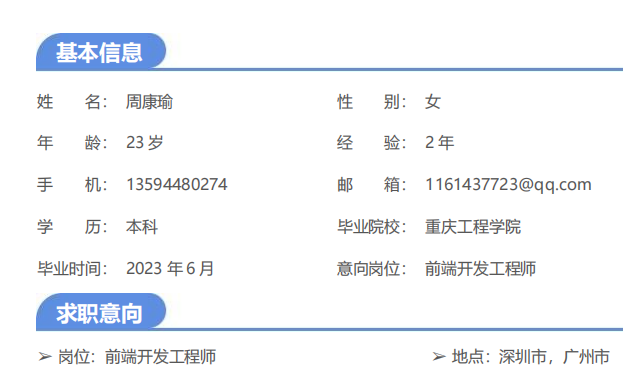 基本信息
姓 名： 周康瑜 性 别： 女
年 龄： 23 岁 经 验： 2 年
手 机： 13594480274 邮 箱： 1161437723@qq.com
学 历： 本科 毕业院校： 重庆工程学院
毕业时间： 2023 年 6 月 意向岗位： 前端开发工程师
求职意向
➢ 岗位：前端开发工程师 ➢ 地点：深圳市，广州市